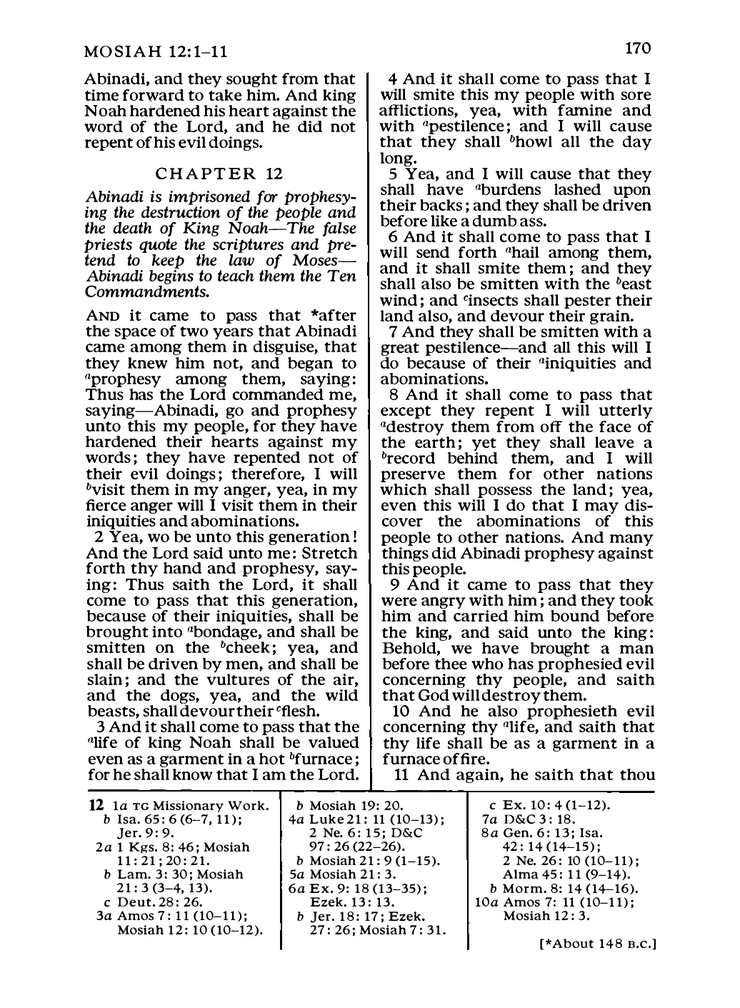 MOSIAH 12:1–11
170
Abinadi, and they sought from that
time forward to take him. And king
Noah hardened his heart against the
word of the Lord, and he did not
repent of his evil doings.
CHAPTER 12
Abinadi is imprisoned for prophesy-
ing the destruction of the people and
the death of King Noah—The false
priests quote the scriptures and pre-
tend to keep the law of Moses—
Abinadi begins to teach them the Ten
Commandments.
AND it came to pass that *after
the space of two years that Abinadi
came among them in disguise, that
they knew him not, and began to
aprophesy among them, saying:
Thus has the Lord commanded me,
saying—Abinadi, go and prophesy
unto this my people, for they have
hardened their hearts against my
words; they have repented not of
their evil doings; therefore, I will
bvisit them in my anger, yea, in my
fierce anger will I visit them in their
iniquities and abominations.
2 Yea, wo be unto this generation!
And the Lord said unto me: Stretch
forth thy hand and prophesy, say-
ing: Thus saith the Lord, it shall
come to pass that this generation,
because of their iniquities, shall be
brought into abondage, and shall be
smitten on the bcheek; yea, and
shall be driven by men, and shall be
slain; and the vultures of the air,
and the dogs, yea, and the wild
beasts, shall devour their cflesh.
3 And it shall come to pass that the
alife of king Noah shall be valued
even as a garment in a hot bfurnace;
for he shall know that I am the Lord.
4 And it shall come to pass that I
will smite this my people with sore
afflictions, yea, with famine and
with apestilence; and I will cause
that they shall bhowl all the day
long.
5 Yea, and I will cause that they
shall have aburdens lashed upon
their backs; and they shall be driven
before like a dumb ass.
6 And it shall come to pass that I
will send forth ahail among them,
and it shall smite them; and they
shall also be smitten with the beast
wind; and cinsects shall pester their
land also, and devour their grain.
7 And they shall be smitten with a
great pestilence—and all this will I
do because of their ainiquities and
abominations.
8 And it shall come to pass that
except they repent I will utterly
adestroy them from off the face of
the earth; yet they shall leave a
brecord behind them, and I will
preserve them for other nations
which shall possess the land; yea,
even this will I do that I may dis-
cover the abominations of this
people to other nations. And many
things did Abinadi prophesy against
this people.
9 And it came to pass that they
were angry with him; and they took
him and carried him bound before
the king, and said unto the king:
Behold, we have brought a man
before thee who has prophesied evil
concerning thy people, and saith
that God will destroy them.
10 And he also prophesieth evil
concerning thy alife, and saith that
thy life shall be as a garment in a
furnace of fire.
11 And again, he saith that thou
12 1a TG Missionary Work.
b Isa. 65: 6 (6–7, 11);
Jer. 9: 9.
2a 1 Kgs. 8: 46; Mosiah
11: 21; 20: 21.
b Lam. 3: 30; Mosiah
21: 3 (3–4, 13).
c Deut. 28: 26.
3a Amos 7: 11 (10–11);
Mosiah 12: 10 (10–12).
b Mosiah 19: 20.
4a Luke 21: 11 (10–13);
2 Ne. 6: 15; D&C
97: 26 (22–26).
b Mosiah 21: 9 (1–15).
5a Mosiah 21: 3.
6a Ex. 9: 18 (13–35);
Ezek. 13: 13.
b Jer. 18: 17; Ezek.
27: 26; Mosiah 7: 31.
c Ex. 10: 4 (1–12).
7a D&C 3: 18.
8a Gen. 6: 13; Isa.
42: 14 (14–15);
2 Ne. 26: 10 (10–11);
Alma 45: 11 (9–14).
b Morm. 8: 14 (14–16).
10a Amos 7: 11 (10–11);
Mosiah 12: 3.
[*About 148 B.C.]